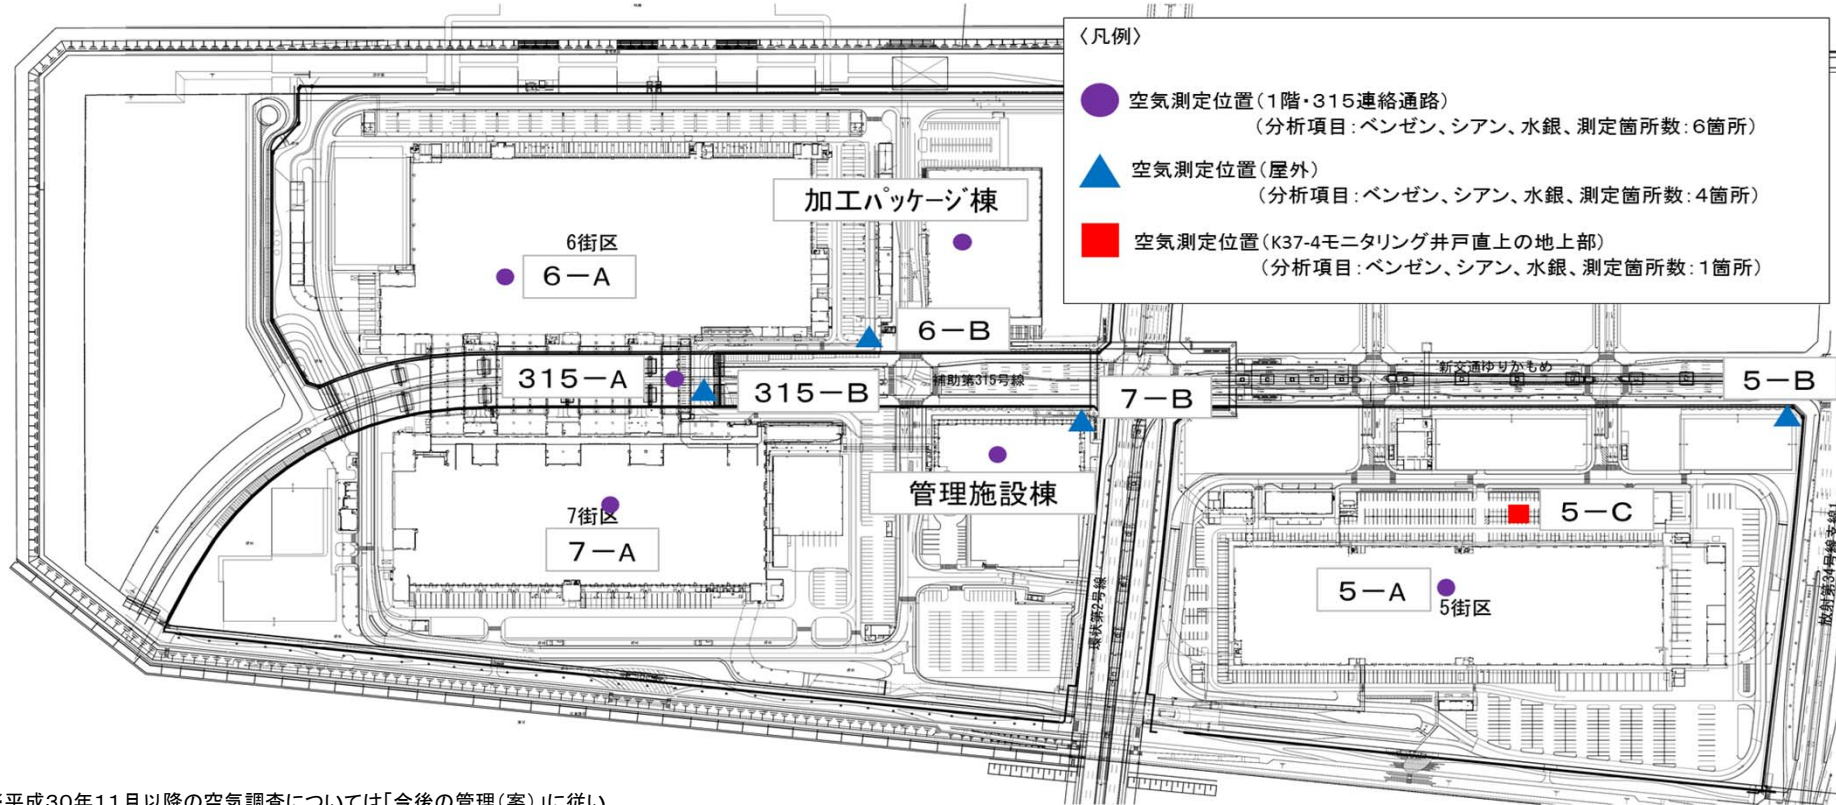 〈凡例〉
空気測定位置(1階・315連絡通路)
(分析項目:ベンゼン、シアン、水銀、測定箇所数:6箇所)
空気測定位置(屋外)
(分析項目:ベンゼン、シアン、水銀、測定箇所数:4箇所)
空気測定位置(K37-4モニタリング井戸直上の地上部)
(分析項目:ベンゼン、シアン、水銀、測定箇所数:1箇所)
加工パッケージ棟
6街区
6-A
6-B
315-A
315-B
補助第315号線
7-B
新交通ゆりかもめ
5-B
管理施設棟
7街区
7-A
5-C
5-A
5街区
環状第2号線
放射第34号線支線1
※平成30年11月以降の空気調査については「今後の管理(案)」に従い